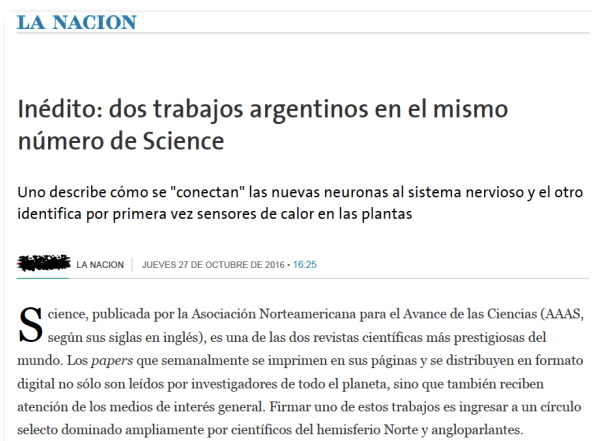 LA NACION
Inédito: dos trabajos argentinos en el mismo
número de Science
Uno describe cómo se "conectan" las nuevas neuronas al sistema nervioso y el otro
identifica por primera vez sensores de calor en las plantas
LA NACION | JUEVES 27 DE OCTUBRE DE 2016 • 16:25
Science, publicada por la Asociación Norteamericana para el Avance de las Ciencias (AAAS,
según sus siglas en inglés), es una de las dos revistas científicas más prestigiosas del
mundo. Los papers que semanalmente se imprimen en sus páginas y se distribuyen en formato
digital no sólo son leídos por investigadores de todo el planeta, sino que también reciben
atención de los medios de interés general. Firmar uno de estos trabajos es ingresar a un círculo
selecto dominado ampliamente por científicos del hemisferio Norte y angloparlantes.